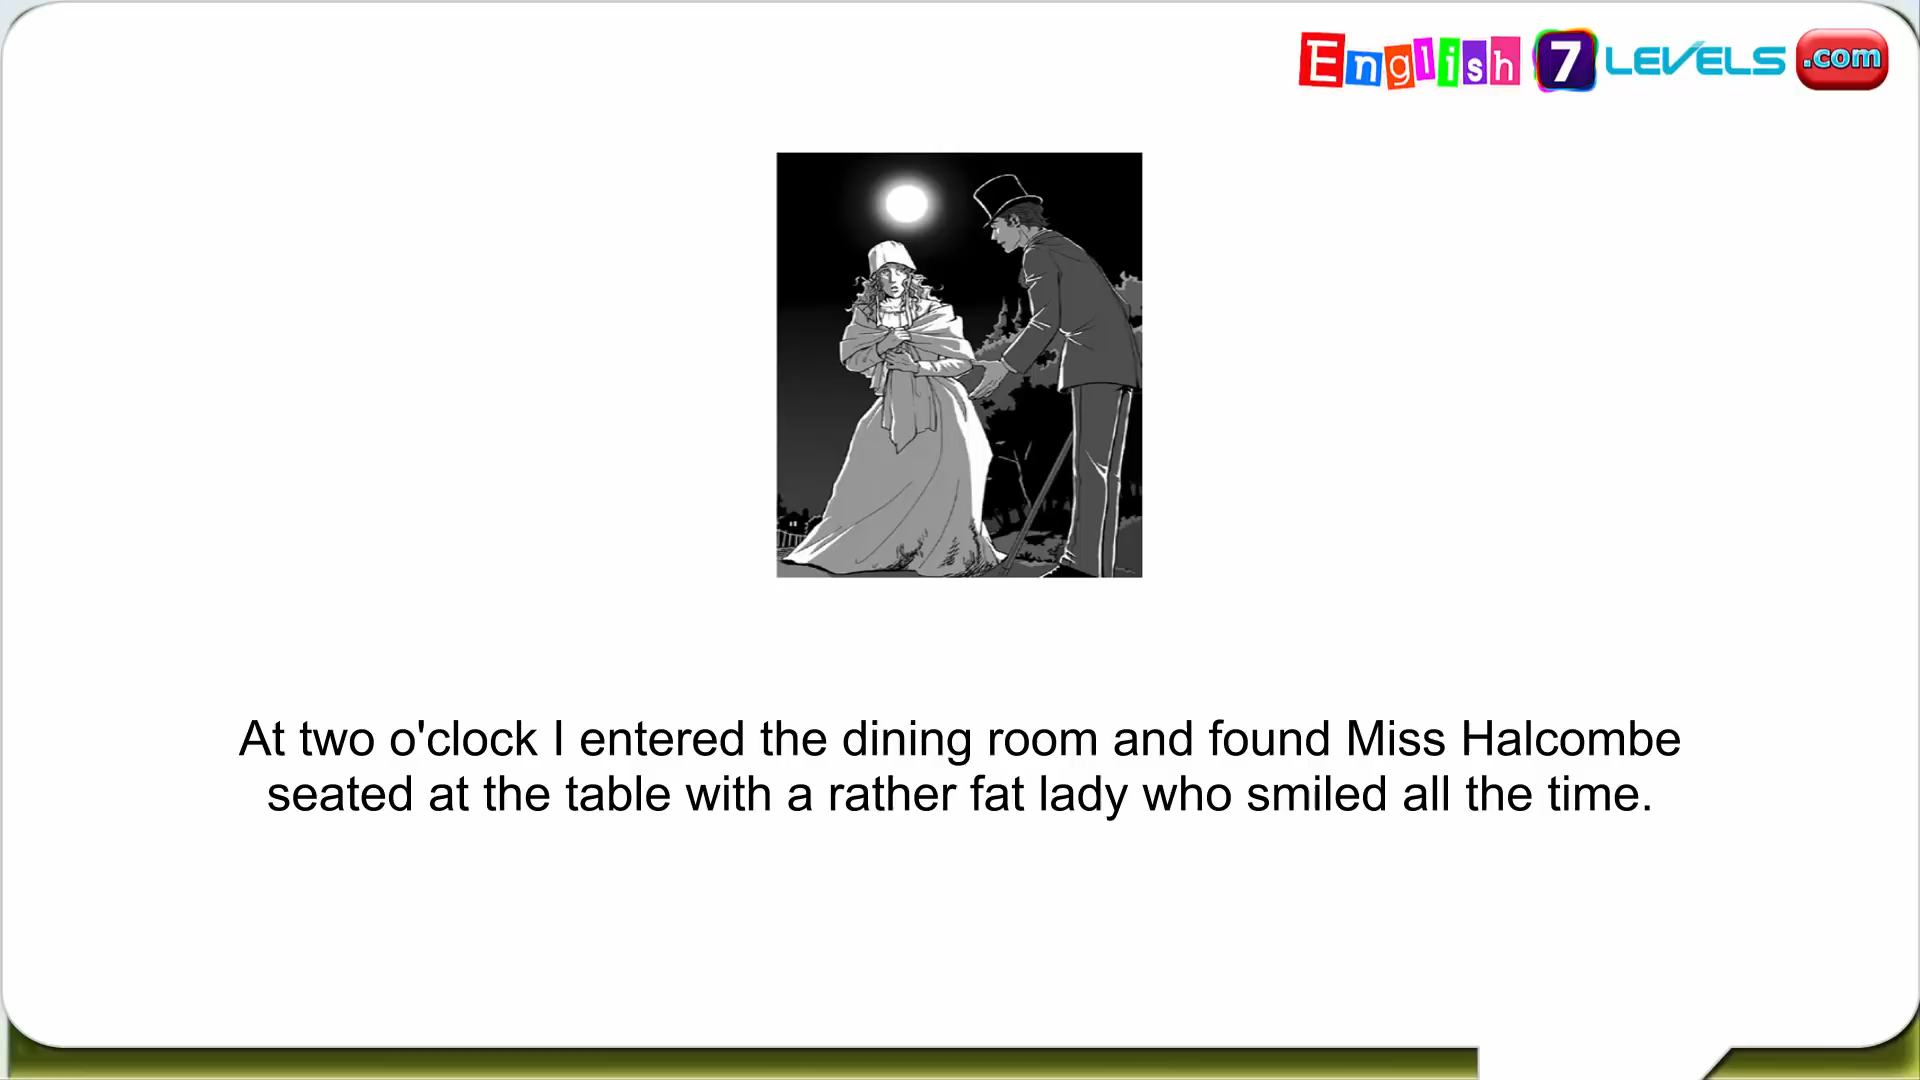 English 7 LEVELS .com
At two o'clock I entered the dining room and found Miss Halcombe
seated at the table with a rather fat lady who smiled all the time.